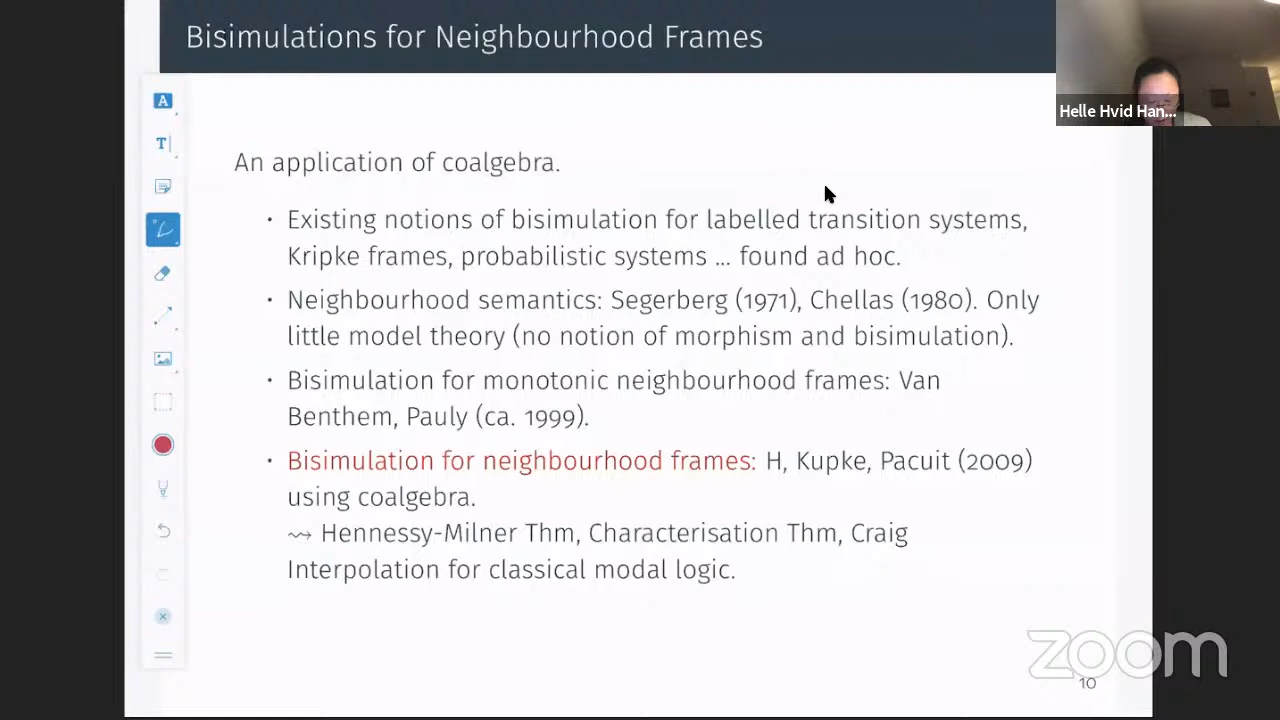 Bisimulations for Neighbourhood Frames
Helle Hvid Han...
A
T
An application of coalgebra.
· Existing notions of bisimulation for labelled transition systems,
Kripke frames, probabilistic systems ... found ad hoc.
· Neighbourhood semantics: Segerberg (1971), Chellas (1980). Only
little model theory (no notion of morphism and bisimulation).
· Bisimulation for monotonic neighbourhood frames: Van
Benthem, Pauly (ca. 1999).
· Bisimulation for neighbourhood frames: H, Kupke, Pacuit (2009)
using coalgebra.
⇝ Hennessy-Milner Thm, Characterisation Thm, Craig
Interpolation for classical modal logic.
zoom
10